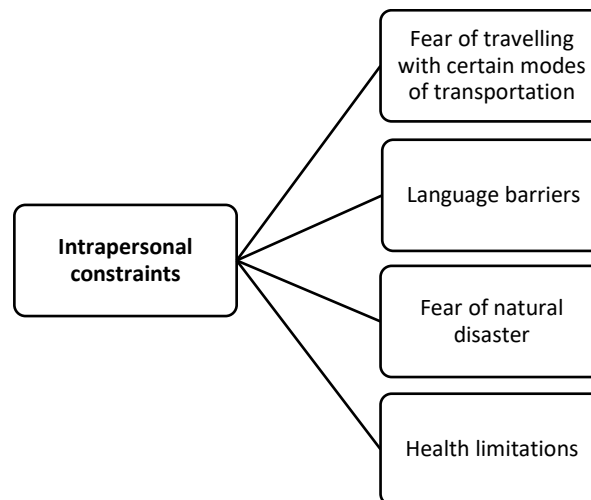 Fear of travelling
with certain modes
of transportation
Language barriers
Intrapersonal
constraints
Fear of natural
disaster
Health limitations